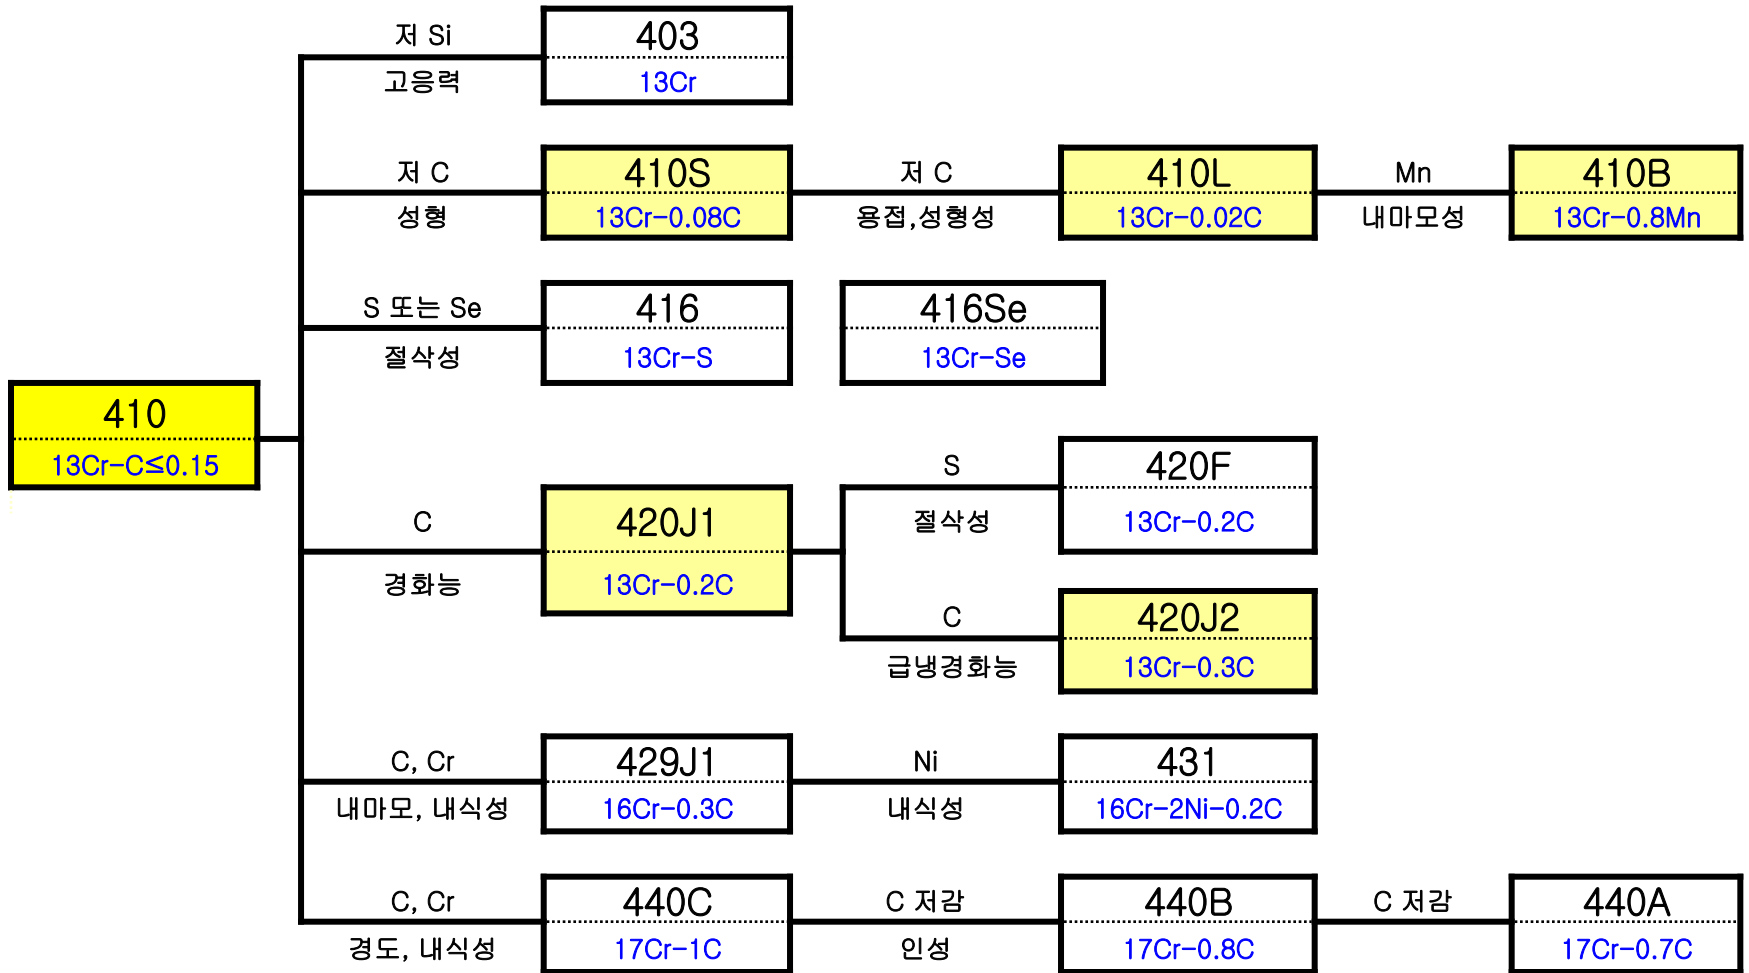 저 Si
403
고응력
13Cr
저 C
410S
저 C
410L
Mn
410B
성형
13Cr-0.08C
용접,성형성
13Cr-0.02C
내마모성
13Cr-0.8Mn
S 또는 Se
416
416Se
절삭성
13Cr-S
13Cr-Se
410
13Cr-C≤0.15
S
420F
절삭성
13Cr-0.2C
C
420J1
경화능
13Cr-0.2C
C
420J2
급냉경화능
13Cr-0.3C
C, Cr
429J1
Ni
431
내마모, 내식성
16Cr-0.3C
내식성
16Cr-2Ni-0.2C
C, Cr
440C
C 저감
440B
C 저감
440A
경도, 내식성
17Cr-1C
인성
17Cr-0.8C
17Cr-0.7C